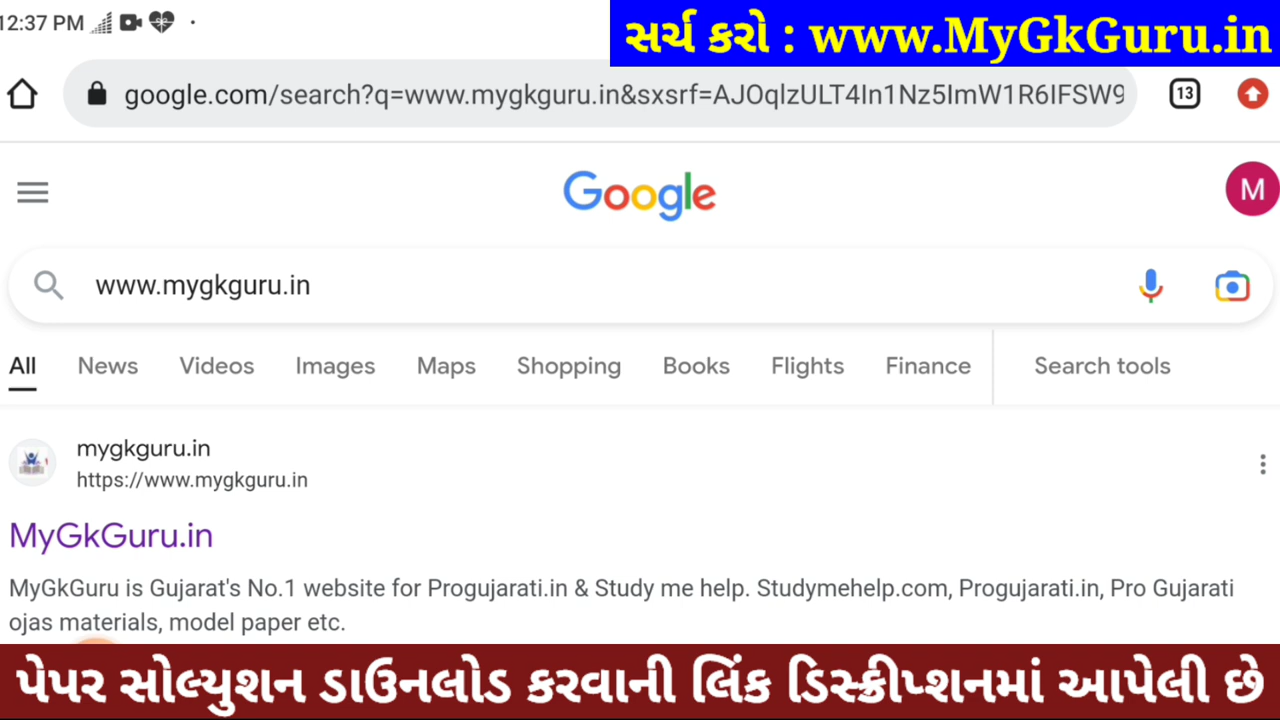 12:37 PM
સર્ચ કરો : www.MyGkGuru.in
google.com/search?q=www.mygkguru.in&sxsrf=AJOqlzULT4In1Nz5ImW1R6IFSW9
13
Google
M
www.mygkguru.in
All News Videos Images Maps Shopping Books Flights Finance Search tools
mygkguru.in
https://www.mygkguru.in
MyGkGuru.in
MyGkGuru is Gujarat's No.1 website for Progujarati.in & Study me help. Studymehelp.com, Progujarati.in, Pro Gujarati
ojas materials, model paper etc.
પેપર સોલ્યુશન ડાઉનલોડ કરવાની લિંક ડિસ્ક્રીપ્શનમાં આપેલી છે